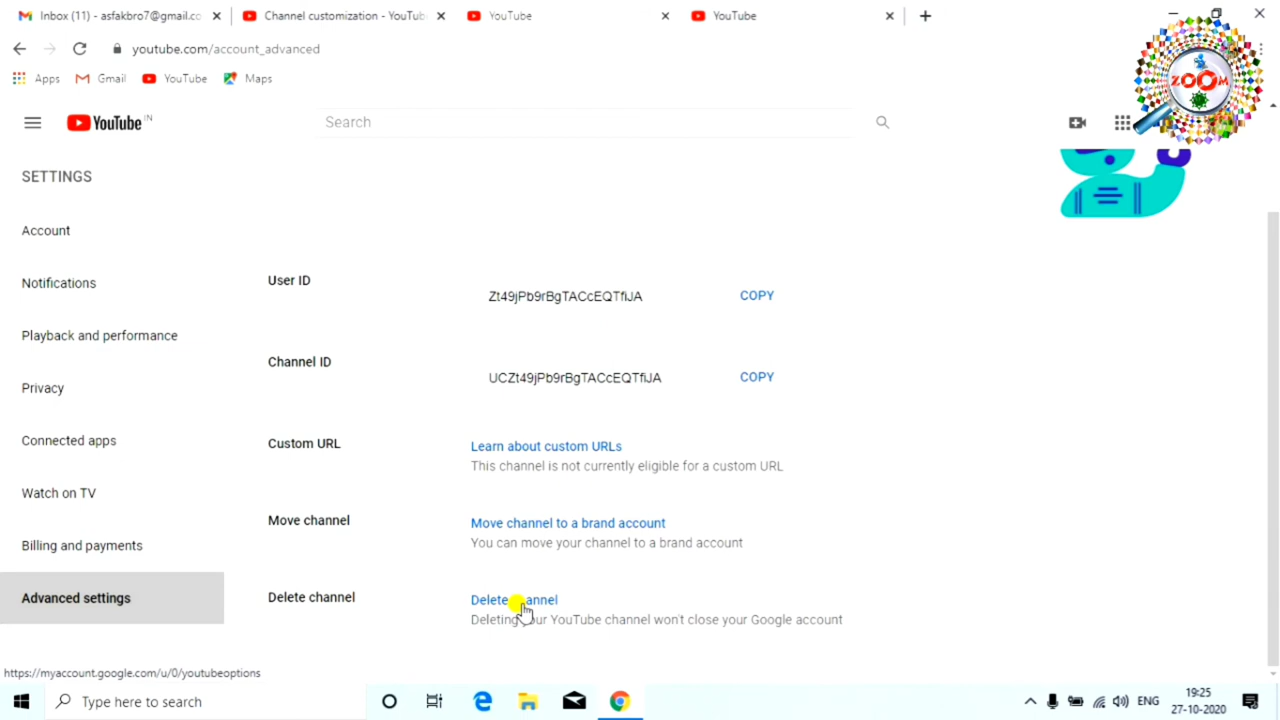 Inbox (11) - asfakbro7@gmail.co
Channel customization - YouTub
YouTube
YouTube
youtube.com/account_advanced
Apps
Gmail
YouTube
Maps
ZOOM
YouTube IN
Search
SETTINGS
Account
Notifications
Playback and performance
Privacy
Connected apps
Watch on TV
Billing and payments
Advanced settings
User ID
Zt49jPb9rBgTACcEQTfiJA
COPY
Channel ID
UCZt49jPb9rBgTACcEQTfiJA
COPY
Custom URL
Learn about custom URLs
This channel is not currently eligible for a custom URL
Move channel
Move channel to a brand account
You can move your channel to a brand account
Delete channel
Delete channel
Deleting your YouTube channel won't close your Google account
https://myaccount.google.com/u/0/youtubeoptions
Type here to search
ENG
19:25
27-10-2020